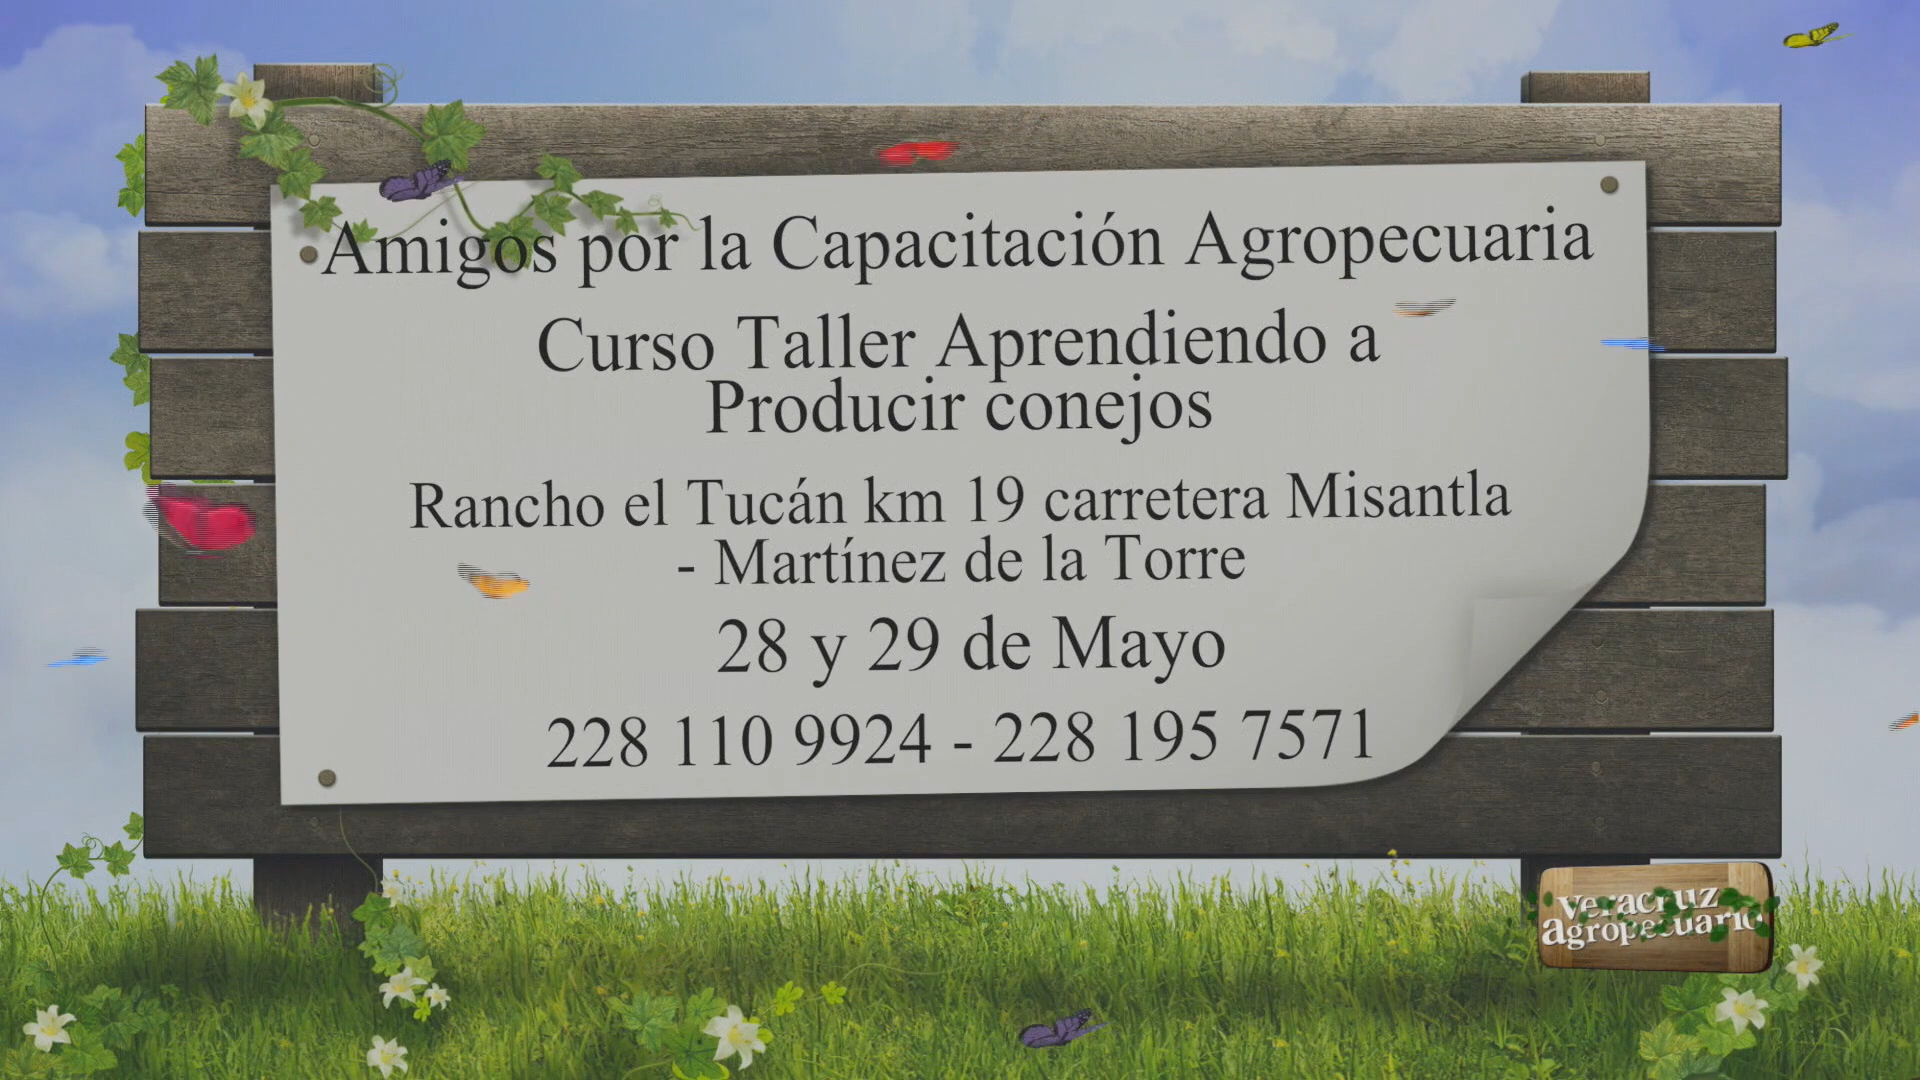 Amigos por la Capacitación Agropecuaria
Curso Taller Aprendiendo a
Producir conejos
Rancho el Tucán km 19 carretera Misantla
- Martínez de la Torre
28 y 29 de Mayo
228 110 9924 - 228 195 7571
veracruz
agropecuario